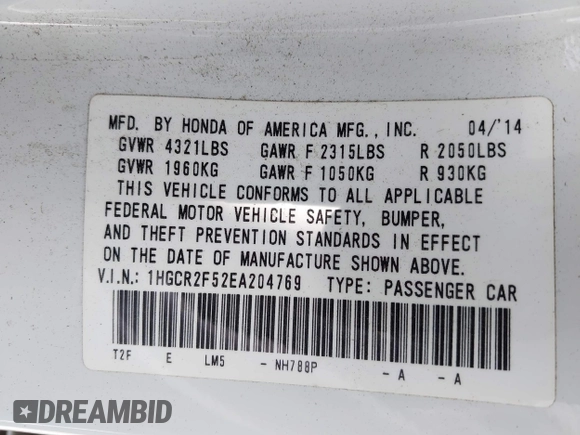 MFD. BY HONDA OF AMERICA MFG., INC. 04/'14
GVWR 4321LBS GAWR F 2315LBS R 2050LBS
GVWR 1960KG GAWR F 1050KG R 930KG
THIS VEHICLE CONFORMS TO ALL APPLICABLE
FEDERAL MOTOR VEHICLE SAFETY, BUMPER,
AND THEFT PREVENTION STANDARDS IN EFFECT
ON THE DATE OF MANUFACTURE SHOWN ABOVE.
V.I.N.: 1HGCR2F52EA204769 TYPE: PASSENGER CAR
T2F E LM5 - NH788P - A - A
DREAMBID